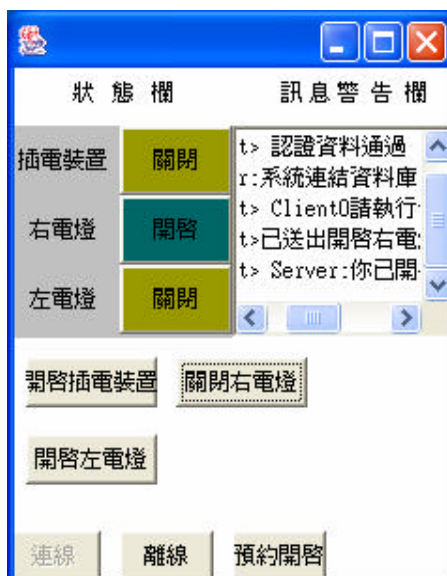 狀 態 欄
訊 息 警 告 欄
插電裝置
關閉
右電燈
開啓
左電燈
關閉
t> 認證資料通過
r:系統連結資料庫
t> Client0請執行
t>已送出開啓右電
t> Server:你已開
開啓插電裝置
關閉右電燈
開啓左電燈
連線
離線
預約開啓